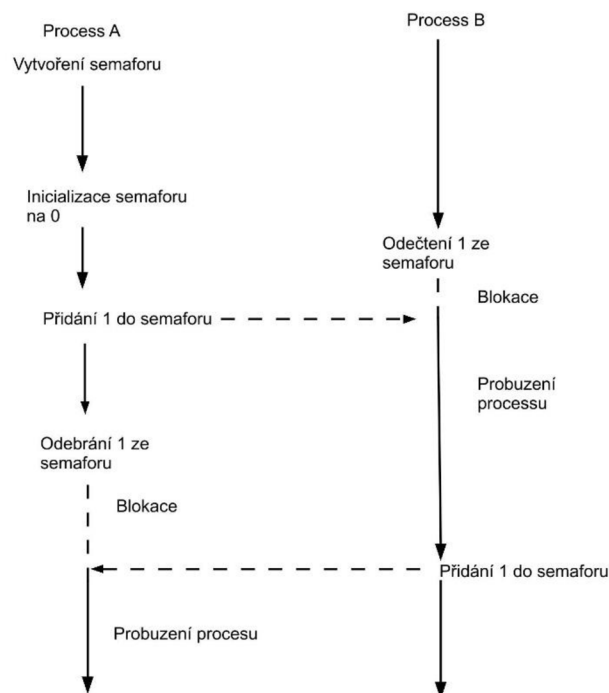 Process A
Vytvoření semaforu
Inicializace semaforu
na 0
Přidání 1 do semaforu
Odebrání 1 ze
semaforu
Blokace
Probuzení procesu
Process B
Odečtení 1 ze
semaforu
Blokace
Probuzení
processu
Přidání 1 do semaforu